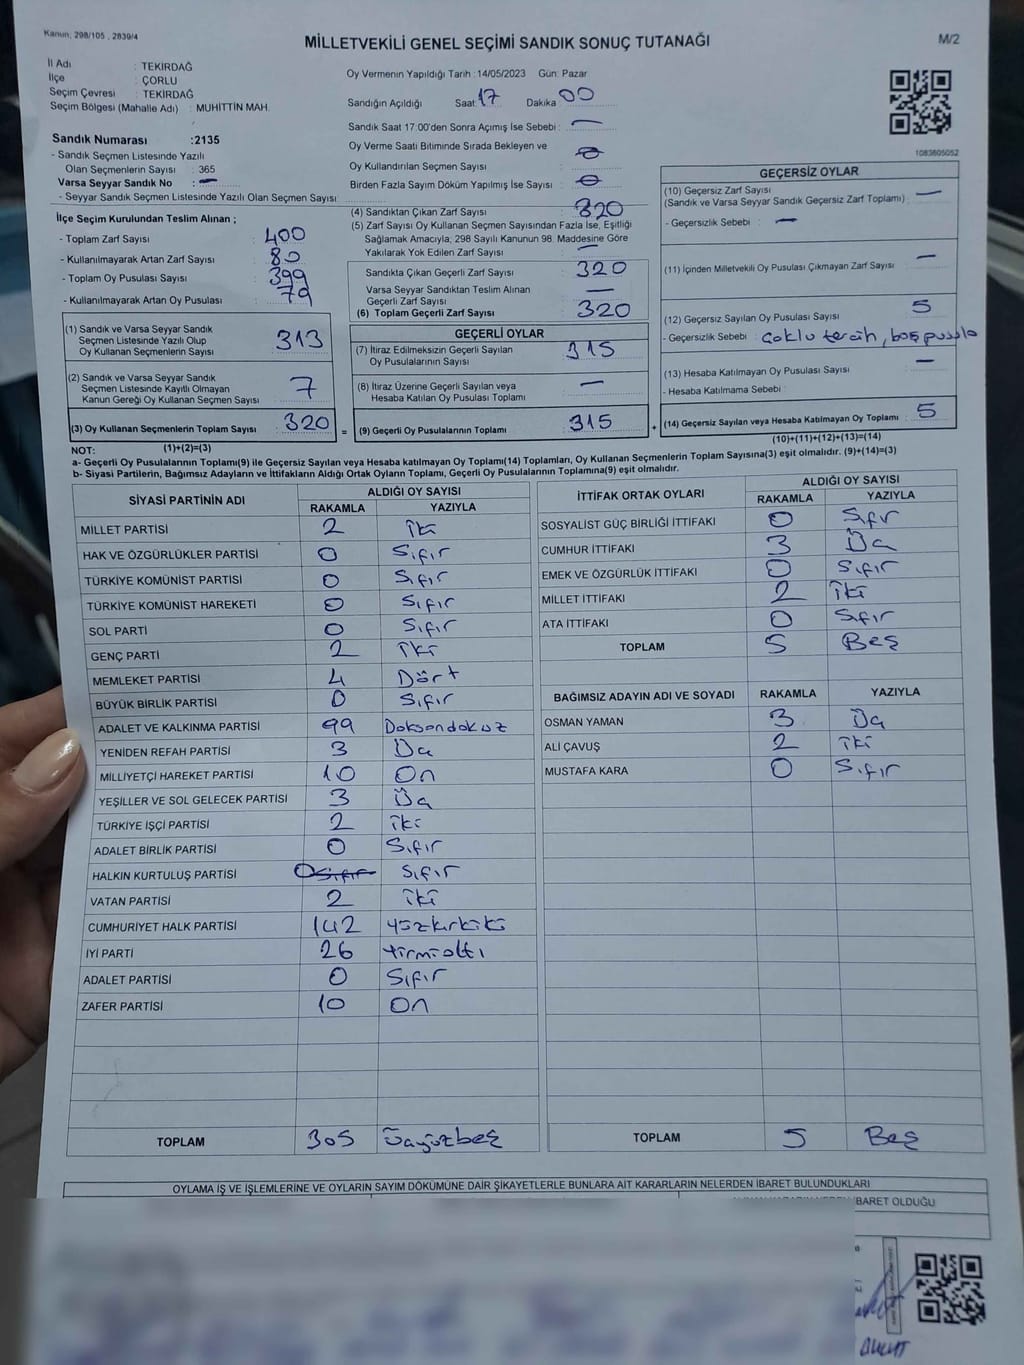 Kanun, 298/105 , 2839/4
MİLLETVEKİLİ GENEL SEÇİMİ SANDIK SONUÇ TUTANAĞI
M/2
İl Adı : TEKİRDAĞ
İlçe : ÇORLU
Seçim Çevresi : TEKİRDAĞ
Seçim Bölgesi (Mahalle Adı) : MUHİTTİN MAH.
Sandık Numarası :2135
- Sandık Seçmen Listesinde Yazılı
Olan Seçmenlerin Sayısı : 365
Varsa Seyyar Sandık No : —
- Seyyar Sandık Seçmen Listesinde Yazılı Olan Seçmen Sayısı:
Oy Vermenin Yapıldığı Tarih :14/05/2023 Gün: Pazar
Sandığın Açıldığı Saat 17 Dakika 00
Sandık Saat 17:00'den Sonra Açımış İse Sebebi : —
Oy Verme Saati Bitiminde Sırada Bekleyen ve
Oy Kullandırılan Seçmen Sayısı :
Birden Fazla Sayım Döküm Yapılmış İse Sayısı :
1083605052
İlçe Seçim Kurulundan Teslim Alınan ;
- Toplam Zarf Sayısı : 400
- Kullanılmayarak Artan Zarf Sayısı : 80
- Toplam Oy Pusulası Sayısı : 399
- Kullanılmayarak Artan Oy Pusulası : 79
(1) Sandık ve Varsa Seyyar Sandık
Seçmen Listesinde Yazılı Olup
Oy Kullanan Seçmenlerin Sayısı 313
(2) Sandık ve Varsa Seyyar Sandık
Seçmen Listesinde Kayıtlı Olmayan
Kanun Gereği Oy Kullanan Seçmen Sayısı 7
(3) Oy Kullanan Seçmenlerin Toplam Sayısı 320
(4) Sandıktan Çıkan Zarf Sayısı : 320
(5) Zarf Sayısı Oy Kullanan Seçmen Sayısından Fazla İse, Eşitliği
Sağlamak Amacıyla, 298 Sayılı Kanunun 98. Maddesine Göre
Yakılarak Yok Edilen Zarf Sayısı : —
Sandıkta Çıkan Geçerli Zarf Sayısı : 320
Varsa Seyyar Sandıktan Teslim Alınan
Geçerli Zarf Sayısı : —
(6) Toplam Geçerli Zarf Sayısı : 320
GEÇERLİ OYLAR
(7) İtiraz Edilmeksizin Geçerli Sayılan
Oy Pusulalarının Sayısı 315
(8) İtiraz Üzerine Geçerli Sayılan veya
Hesaba Katılan Oy Pusulası Toplamı —
= (9) Geçerli Oy Pusulalarının Toplamı 315 +
GEÇERSİZ OYLAR
(10) Geçersiz Zarf Sayısı
(Sandık ve Varsa Seyyar Sandık Geçersiz Zarf Toplamı) : —
- Geçersizlik Sebebi : —
(11) İçinden Milletvekili Oy Pusulası Çıkmayan Zarf Sayısı : —
(12) Geçersiz Sayılan Oy Pusulası Sayısı : 5
- Geçersizlik Sebebi : Çoklu tercih, boş pusula
(13) Hesaba Katılmayan Oy Pusulası Sayısı : —
- Hesaba Katılmama Sebebi :
(14) Geçersiz Sayılan veya Hesaba Katılmayan Oy Toplamı : 5
NOT: (1)+(2)=(3)
(10)+(11)+(12)+(13)=(14)
a- Geçerli Oy Pusulalarının Toplamı(9) ile Geçersiz Sayılan veya Hesaba katılmayan Oy Toplamı(14) Toplamları, Oy Kullanan Seçmenlerin Toplam Sayısına(3) eşit olmalıdır. (9)+(14)=(3)
b- Siyasi Partilerin, Bağımsız Adayların ve İttifakların Aldığı Ortak Oyların Toplamı, Geçerli Oy Pusulalarının Toplamına(9) eşit olmalıdır.
SİYASİ PARTİNİN ADI ALDIĞI OY SAYISI
RAKAMLA YAZIYLA
MİLLET PARTİSİ 2 iki
HAK VE ÖZGÜRLÜKLER PARTİSİ 0 Sıfır
TÜRKİYE KOMÜNİST PARTİSİ 0 Sıfır
TÜRKİYE KOMÜNİST HAREKETİ 0 Sıfır
SOL PARTİ 0 Sıfır
GENÇ PARTİ 2 iki
MEMLEKET PARTİSİ 4 Dört
BÜYÜK BİRLİK PARTİSİ 0 Sıfır
ADALET VE KALKINMA PARTİSİ 99 Doksandokuz
YENİDEN REFAH PARTİSİ 3 Üç
MİLLİYETÇİ HAREKET PARTİSİ 10 On
YEŞİLLER VE SOL GELECEK PARTİSİ 3 Üç
TÜRKİYE İŞÇİ PARTİSİ 2 iki
ADALET BİRLİK PARTİSİ 0 Sıfır
HALKIN KURTULUŞ PARTİSİ 0 Sıfır Sıfır
VATAN PARTİSİ 2 iki
CUMHURİYET HALK PARTİSİ 142 yüzkırkiki
İYİ PARTİ 26 yirmialtı
ADALET PARTİSİ 0 Sıfır
ZAFER PARTİSİ 10 On
TOPLAM 305 Üçyüzbeş
İTTİFAK ORTAK OYLARI ALDIĞI OY SAYISI
RAKAMLA YAZIYLA
SOSYALİST GÜÇ BİRLİĞİ İTTİFAKI 0 Sıfır
CUMHUR İTTİFAKI 3 Üç
EMEK VE ÖZGÜRLÜK İTTİFAKI 0 Sıfır
MİLLET İTTİFAKI 2 iki
ATA İTTİFAKI 0 Sıfır
TOPLAM 5 Beş
BAĞIMSIZ ADAYIN ADI VE SOYADI RAKAMLA YAZIYLA
OSMAN YAMAN 3 Üç
ALİ ÇAVUŞ 2 iki
MUSTAFA KARA 0 Sıfır
TOPLAM 5 Beş
OYLAMA İŞ VE İŞLEMLERİNE VE OYLARIN SAYIM DÖKÜMÜNE DAİR ŞİKAYETLERLE BUNLARA AİT KARARLARIN NELERDEN İBARET BULUNDUKLARI
İBARET OLDUĞU